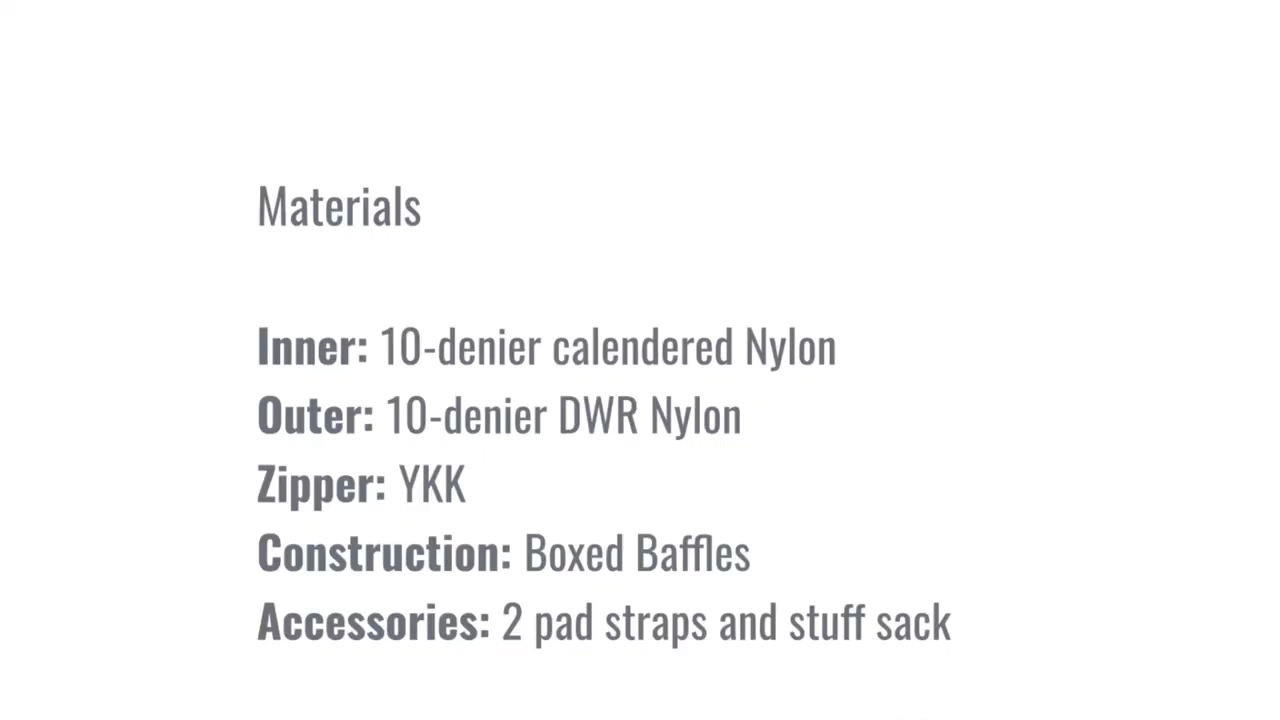 Materials
Inner: 10-denier calendered Nylon
Outer: 10-denier DWR Nylon
Zipper: YKK
Construction: Boxed Baffles
Accessories: 2 pad straps and stuff sack